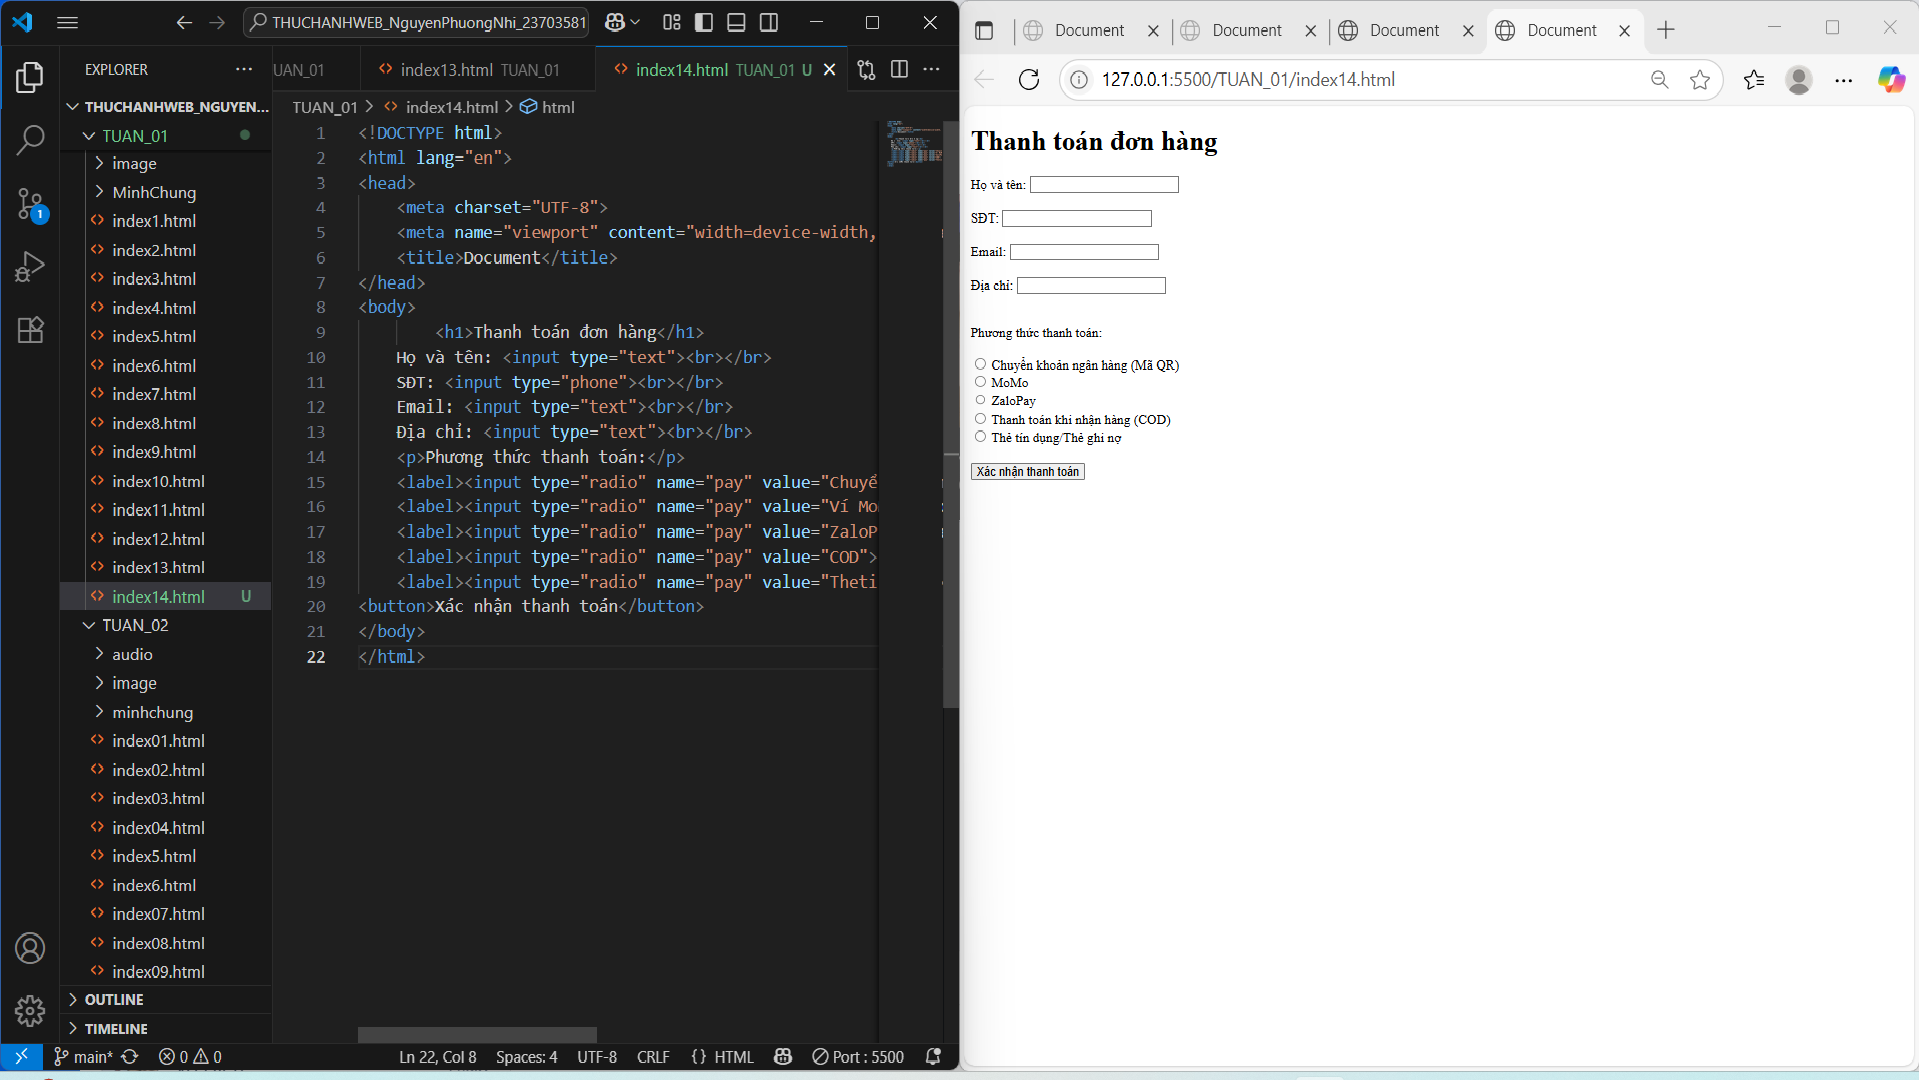 THUCHANHWEB_NguyenPhuongNhi_23703581
EXPLORER
THUCHANHWEB_NGUYEN...
TUAN_01
image
MinhChung
index1.html
index2.html
index3.html
index4.html
index5.html
index6.html
index7.html
index8.html
index9.html
index10.html
index11.html
index12.html
index13.html
index14.html U
TUAN_02
audio
image
minhchung
index01.html
index02.html
index03.html
index04.html
index5.html
index6.html
index07.html
index08.html
index09.html
OUTLINE
TIMELINE
1
UAN_01
index13.html TUAN_01
index14.html TUAN_01 U
TUAN_01 > index14.html > html
1 <!DOCTYPE html>
2 <html lang="en">
3 <head>
4 <meta charset="UTF-8">
5 <meta name="viewport" content="width=device-width,
6 <title>Document</title>
7 </head>
8 <body>
9 <h1>Thanh toán đơn hàng</h1>
10 Họ và tên: <input type="text"><br></br>
11 SĐT: <input type="phone"><br></br>
12 Email: <input type="text"><br></br>
13 Địa chỉ: <input type="text"><br></br>
14 <p>Phương thức thanh toán:</p>
15 <label><input type="radio" name="pay" value="Chuyể
16 <label><input type="radio" name="pay" value="Ví Mo
17 <label><input type="radio" name="pay" value="ZaloP
18 <label><input type="radio" name="pay" value="COD">
19 <label><input type="radio" name="pay" value="Theti
20 <button>Xác nhận thanh toán</button>
21 </body>
22 </html>
main* 0 0
Ln 22, Col 8 Spaces: 4 UTF-8 CRLF {} HTML Port : 5500
Document
Document
Document
Document
127.0.0.1:5500/TUAN_01/index14.html
Thanh toán đơn hàng
Họ và tên:
SĐT:
Email:
Địa chỉ:
Phương thức thanh toán:
Chuyển khoản ngân hàng (Mã QR)
MoMo
ZaloPay
Thanh toán khi nhận hàng (COD)
Thẻ tín dụng/Thẻ ghi nợ
Xác nhận thanh toán